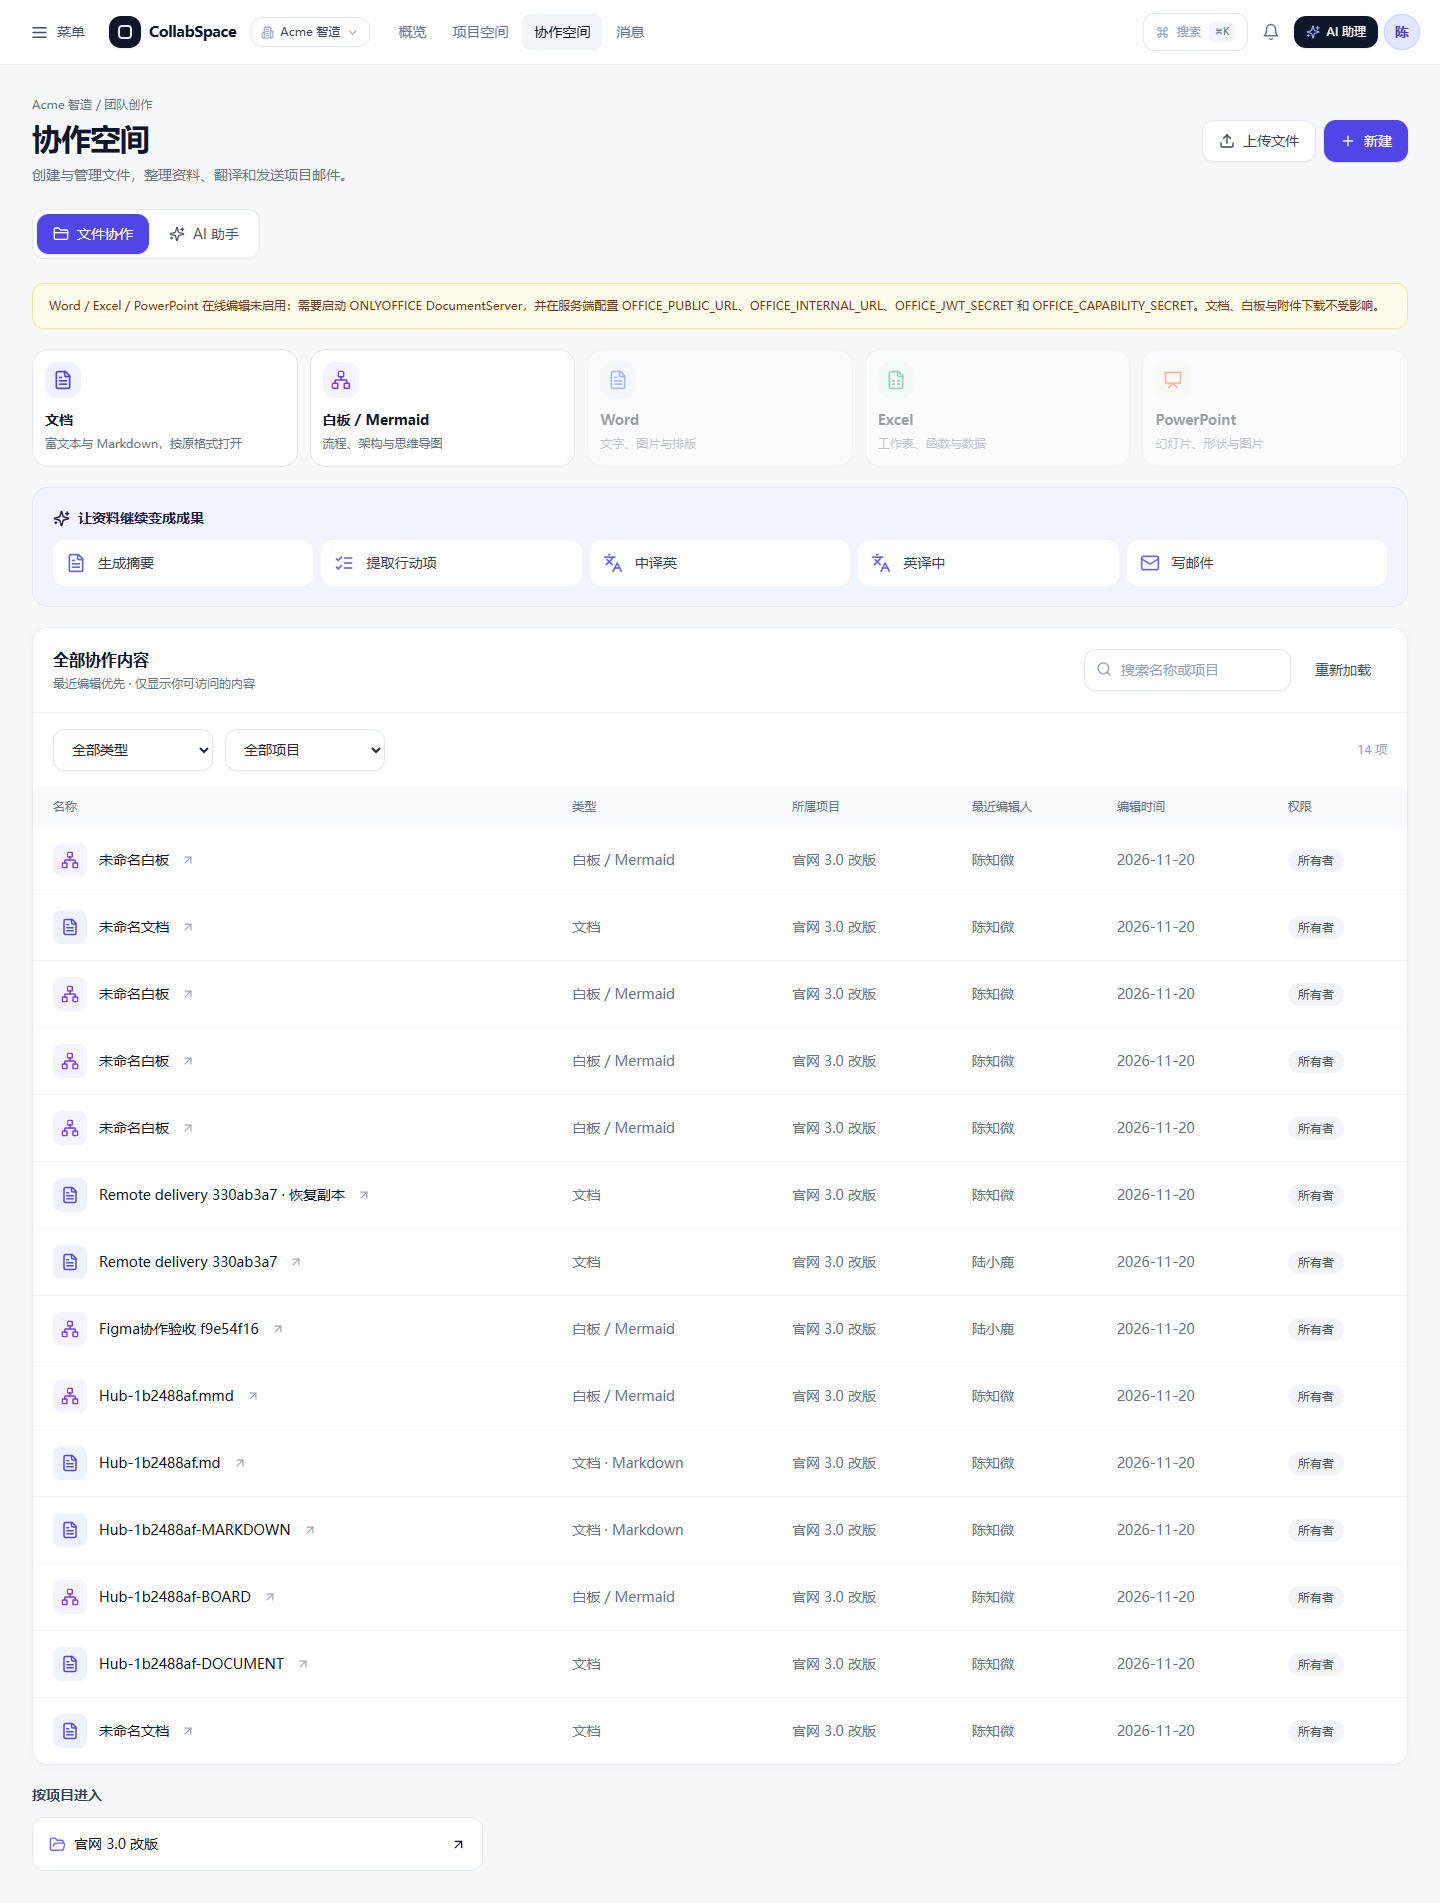 菜单
CollabSpace
Acme 智造
概览
项目空间
协作空间
消息
搜索
⌘K
AI 助理
陈
Acme 智造 / 团队创作
协作空间
创建与管理文件，整理资料、翻译和发送项目邮件。
上传文件
新建
文件协作
AI 助手
Word / Excel / PowerPoint 在线编辑未启用：需要启动 ONLYOFFICE DocumentServer，并在服务端配置 OFFICE_PUBLIC_URL、OFFICE_INTERNAL_URL、OFFICE_JWT_SECRET 和 OFFICE_CAPABILITY_SECRET。文档、白板与附件下载不受影响。
文档
富文本与 Markdown，按原格式打开
白板 / Mermaid
流程、架构与思维导图
Word
文字、图片与排版
Excel
工作表、函数与数据
PowerPoint
幻灯片、形状与图片
让资料继续变成成果
生成摘要
提取行动项
中译英
英译中
写邮件
全部协作内容
最近编辑优先 · 仅显示你可访问的内容
搜索名称或项目
重新加载
全部类型
全部项目
14 项
名称 类型 所属项目 最近编辑人 编辑时间 权限
未命名白板 白板 / Mermaid 官网 3.0 改版 陈知微 2026-11-20 所有者
未命名文档 文档 官网 3.0 改版 陈知微 2026-11-20 所有者
未命名白板 白板 / Mermaid 官网 3.0 改版 陈知微 2026-11-20 所有者
未命名白板 白板 / Mermaid 官网 3.0 改版 陈知微 2026-11-20 所有者
未命名白板 白板 / Mermaid 官网 3.0 改版 陈知微 2026-11-20 所有者
Remote delivery 330ab3a7 · 恢复副本 文档 官网 3.0 改版 陈知微 2026-11-20 所有者
Remote delivery 330ab3a7 文档 官网 3.0 改版 陆小鹿 2026-11-20 所有者
Figma协作验收 f9e54f16 白板 / Mermaid 官网 3.0 改版 陆小鹿 2026-11-20 所有者
Hub-1b2488af.mmd 白板 / Mermaid 官网 3.0 改版 陈知微 2026-11-20 所有者
Hub-1b2488af.md 文档 · Markdown 官网 3.0 改版 陈知微 2026-11-20 所有者
Hub-1b2488af-MARKDOWN 文档 · Markdown 官网 3.0 改版 陈知微 2026-11-20 所有者
Hub-1b2488af-BOARD 白板 / Mermaid 官网 3.0 改版 陈知微 2026-11-20 所有者
Hub-1b2488af-DOCUMENT 文档 官网 3.0 改版 陈知微 2026-11-20 所有者
未命名文档 文档 官网 3.0 改版 陈知微 2026-11-20 所有者
按项目进入
官网 3.0 改版